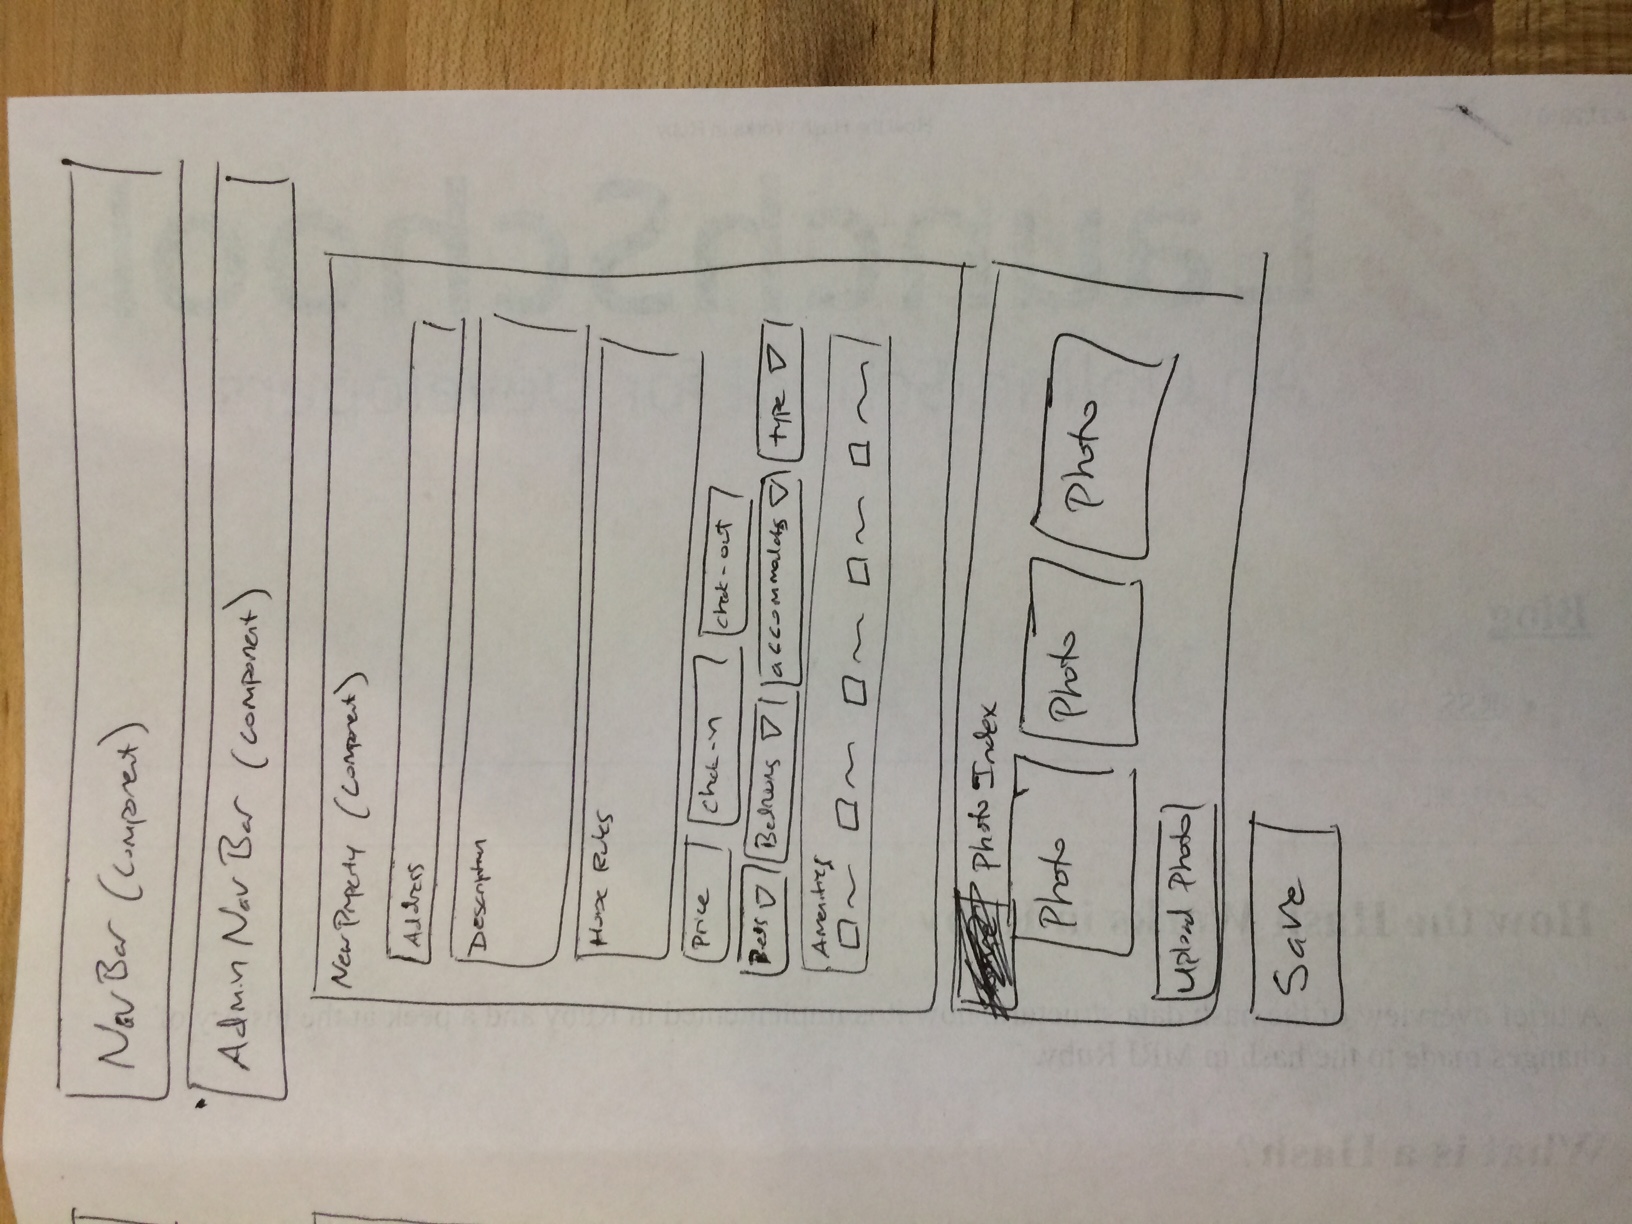 Nav Bar (component)
Admin Nav Bar (component)
New Property (component)
Address
Description
House Rules
Price Check-in Check-out
Beds Bedrooms accommodates type
Amenities
Photo Index
Photo Photo Photo
Upload Photo
Save